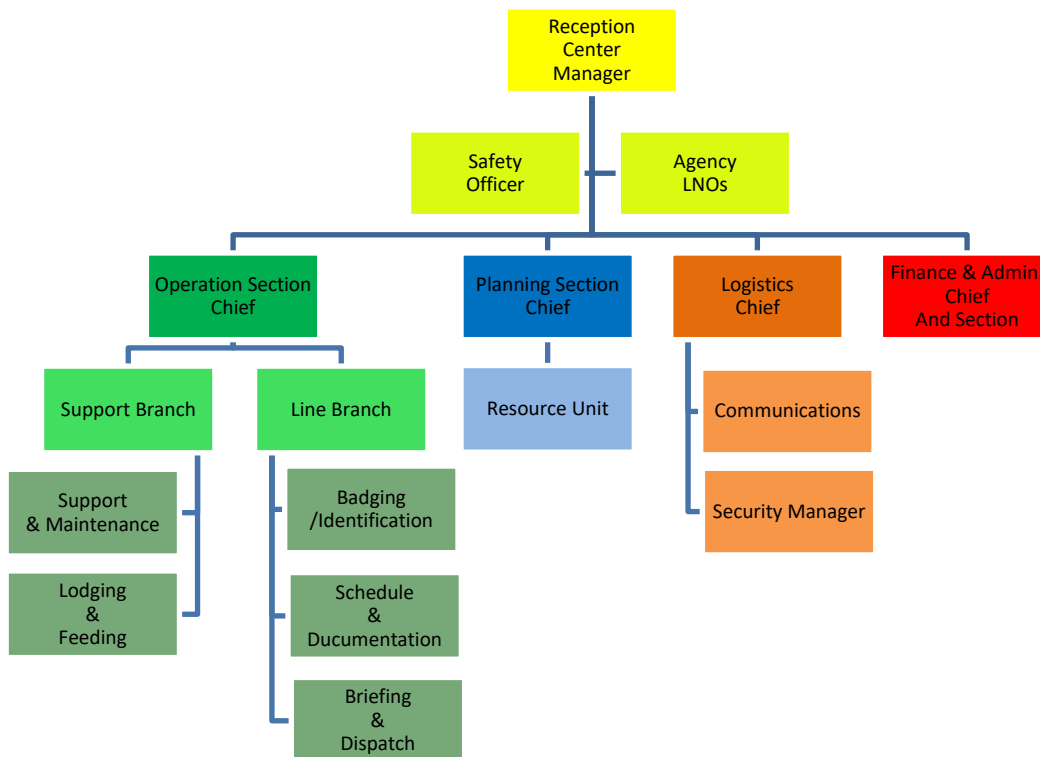 Reception
Center
Manager
Safety
Officer
Agency
LNOs
Operation Section
Chief
Planning Section
Chief
Logistics
Chief
Finance & Admin
Chief
And Section
Support Branch
Line Branch
Resource Unit
Communications
Support
& Maintenance
Badging
/Identification
Security Manager
Lodging
&
Feeding
Schedule
&
Ducumentation
Briefing
&
Dispatch